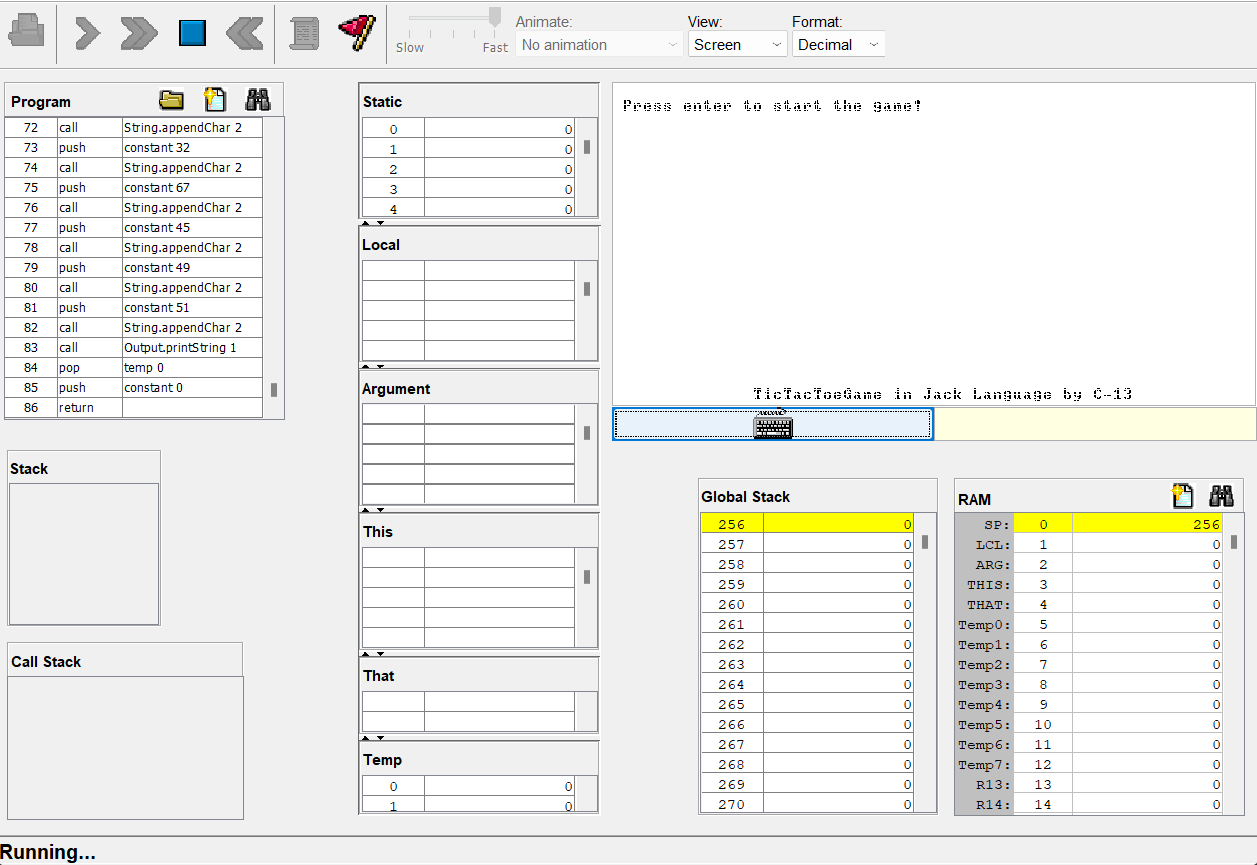 Slow
Fast
Animate:
No animation
View:
Screen
Format:
Decimal
Program
72 call String.appendChar 2
73 push constant 32
74 call String.appendChar 2
75 push constant 67
76 call String.appendChar 2
77 push constant 45
78 call String.appendChar 2
79 push constant 49
80 call String.appendChar 2
81 push constant 51
82 call String.appendChar 2
83 call Output.printString 1
84 pop temp 0
85 push constant 0
86 return
Stack
Call Stack
Static
0 0
1 0
2 0
3 0
4 0
Local
Argument
This
That
Temp
0 0
1 0
Press enter to start the game!
TicTacToeGame in Jack Language by C-13
Global Stack
256 0
257 0
258 0
259 0
260 0
261 0
262 0
263 0
264 0
265 0
266 0
267 0
268 0
269 0
270 0
RAM
SP: 0 256
LCL: 1 0
ARG: 2 0
THIS: 3 0
THAT: 4 0
Temp0: 5 0
Temp1: 6 0
Temp2: 7 0
Temp3: 8 0
Temp4: 9 0
Temp5: 10 0
Temp6: 11 0
Temp7: 12 0
R13: 13 0
R14: 14 0
Running...